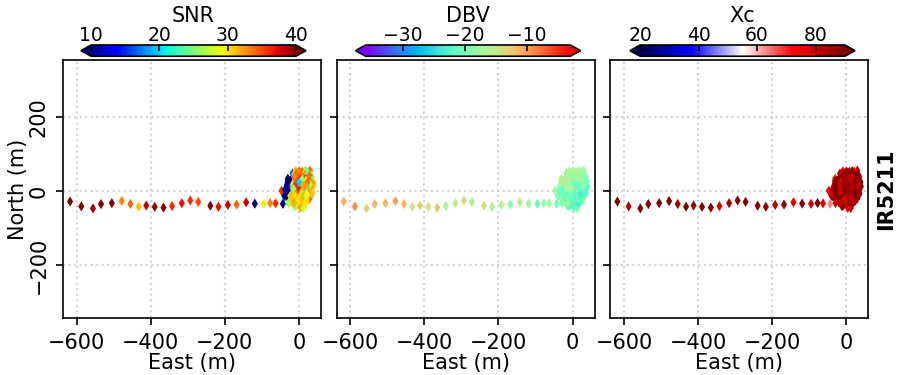 SNR DBV Xc
10 20 30 40 −30 −20 −10 20 40 60 80
200
0
−200
North (m)
IR5211
−600 −400 −200 0 −600 −400 −200 0 −600 −400 −200 0
East (m) East (m) East (m)